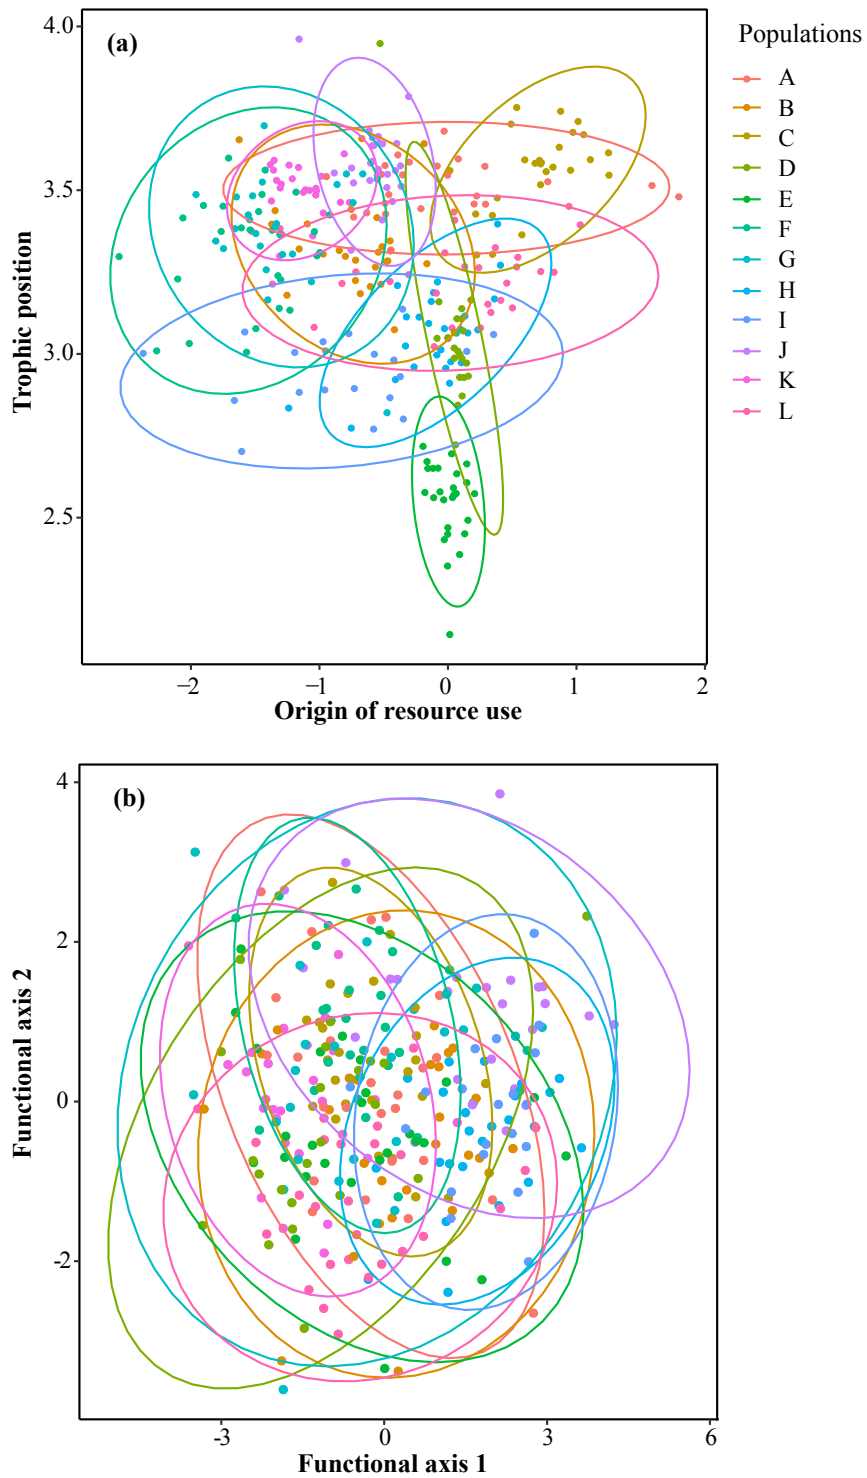 (a)
Populations
A
B
C
D
E
F
G
H
I
J
K
L
4.0
3.5
3.0
2.5
Trophic position
−2
−1
0
1
2
Origin of resource use
(b)
4
2
0
-2
Functional axis 2
-3
0
3
6
Functional axis 1